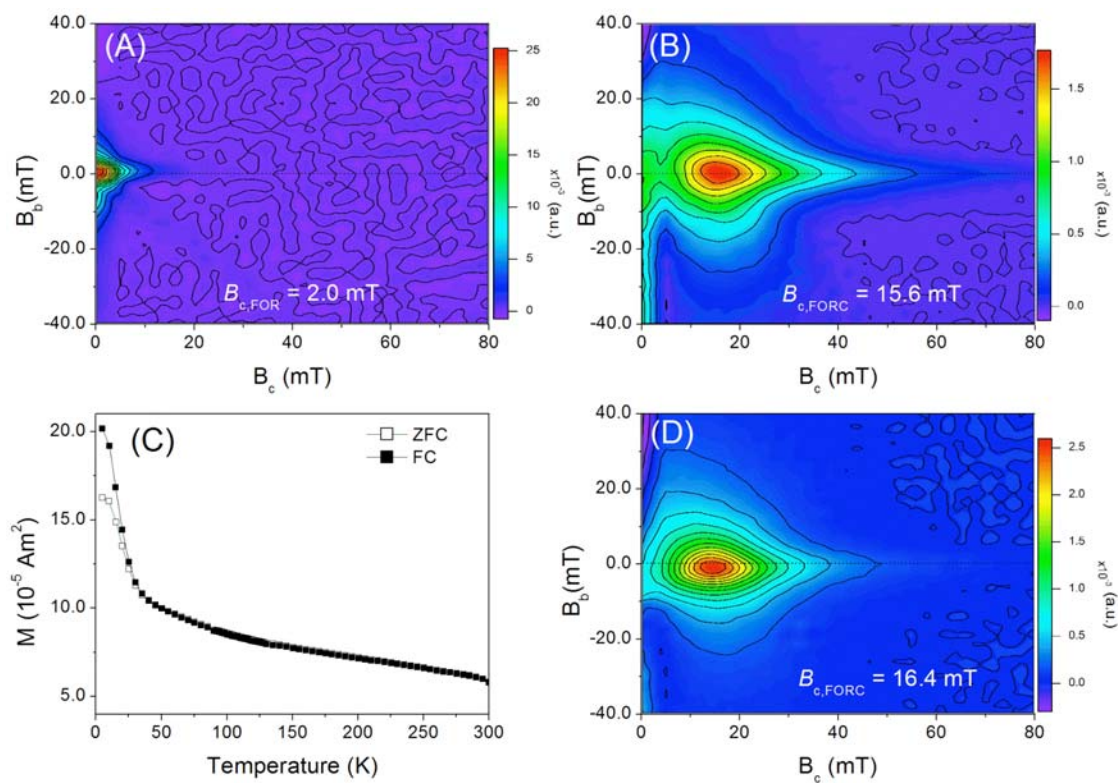 (A)
40.0
20.0
0.0
-20.0
-40.0
B_b(mT)
0
20
40
60
80
B_c (mT)
B_c,FOR = 2.0 mT
25
20
15
10
5
0
x10^-3 (a.u.)
(B)
40.0
20.0
0.0
-20.0
-40.0
B_b(mT)
0
20
40
60
80
B_c (mT)
B_c,FORC = 15.6 mT
1.5
1.0
0.5
0.0
x10^-3 (a.u.)
(C)
ZFC
FC
20.0
15.0
10.0
5.0
M (10^-5 Am^2)
0
50
100
150
200
250
300
Temperature (K)
(D)
40.0
20.0
0.0
-20.0
-40.0
B_b(mT)
0
20
40
60
80
B_c (mT)
B_c,FORC = 16.4 mT
2.5
2.0
1.5
1.0
0.5
0.0
x10^-3 (a.u.)